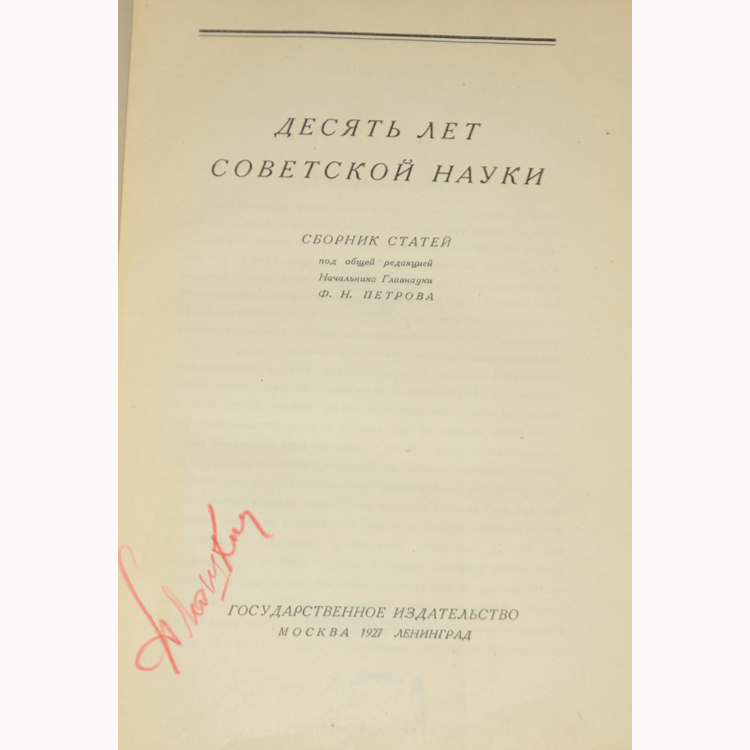 ДЕСЯТЬ ЛЕТ
СОВЕТСКОЙ НАУКИ
СБОРНИК СТАТЕЙ
под общей редакцией
Начальника Главнауки
Ф. Н. ПЕТРОВА
ГОСУДАРСТВЕННОЕ ИЗДАТЕЛЬСТВО
МОСКВА 1927 ЛЕНИНГРАД